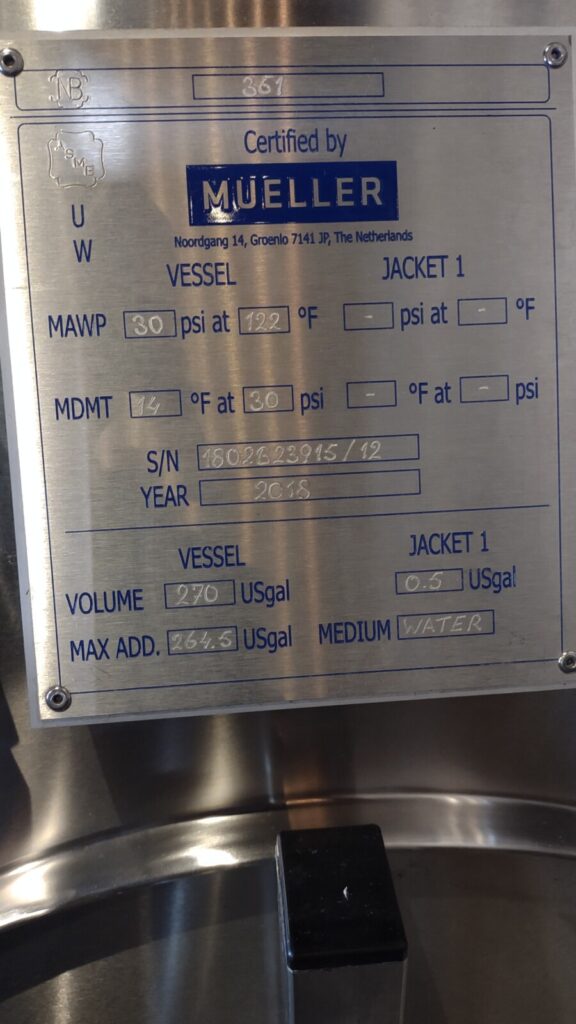 NB 361
ASME
Certified by
MUELLER
Noordgang 14, Groenlo 7141 JP, The Netherlands
U
W
VESSEL JACKET 1
MAWP 30 psi at 122 °F - psi at - °F
MDMT 14 °F at 30 psi - °F at - psi
S/N 1802823915/12
YEAR 2018
VESSEL JACKET 1
VOLUME 270 USgal 0.5 USgal
MAX ADD. 264.5 USgal MEDIUM WATER